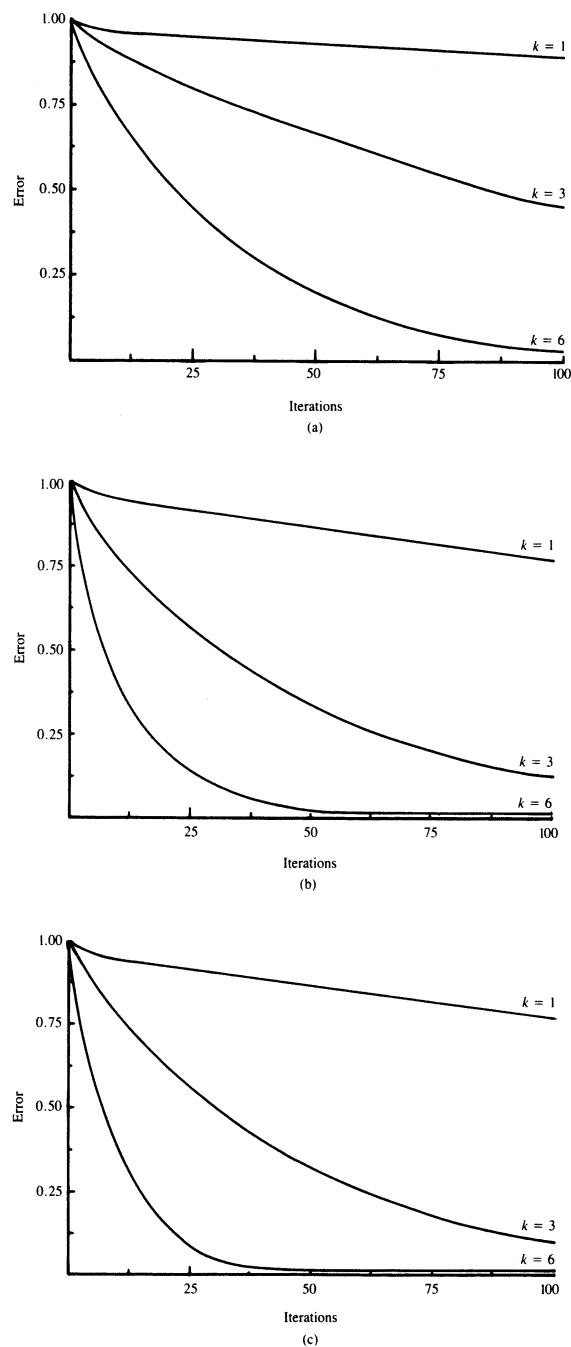 1.00
k = 1
0.75
Error
0.50
k = 3
0.25
k = 6
25 50 75 100
Iterations
(a)
1.00
k = 1
0.75
Error
0.50
0.25
k = 3
k = 6
25 50 75 100
Iterations
(b)
1.00
k = 1
0.75
Error
0.50
0.25
k = 3
k = 6
25 50 75 100
Iterations
(c)